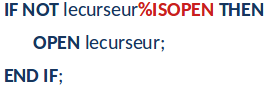 IF NOT lecurseur%ISOPEN THEN
OPEN lecurseur;
END IF;